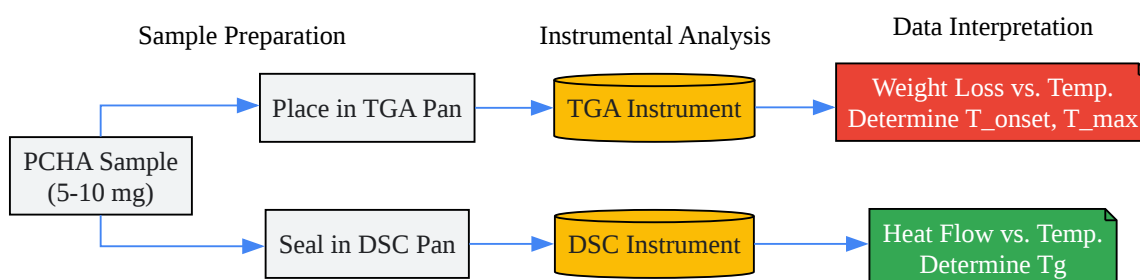 Sample Preparation
Instrumental Analysis
Data Interpretation
Place in TGA Pan
TGA Instrument
Weight Loss vs. Temp.
Determine T_onset, T_max
PCHA Sample
(5-10 mg)
Seal in DSC Pan
DSC Instrument
Heat Flow vs. Temp.
Determine Tg